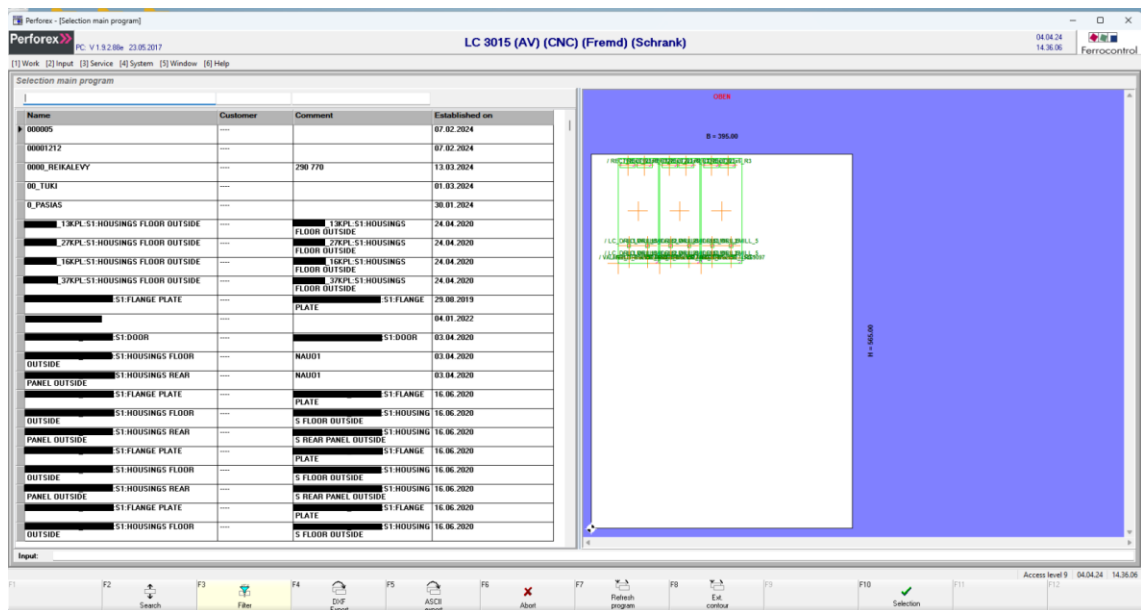 Perforex - [Selection main program]
Perforex
PC: V 1.9.2.88e 23.05.2017
LC 3015 (AV) (CNC) (Fremd) (Schrank)
04.04.24
14.36.06
Ferrocontrol
[1] Work [2] Input [3] Service [4] System [5] Window [6] Help
Selection main program
Name Customer Comment Established on
000005 ---- 07.02.2024
00001212 ---- 07.02.2024
0000_REIKALEVY ---- 290 770 13.03.2024
00_TUKI ---- 01.03.2024
0_PASIAS ---- 30.01.2024
_13KPL:S1:HOUSINGS FLOOR OUTSIDE ---- _13KPL:S1:HOUSINGS 24.04.2020
FLOOR OUTSIDE
_27KPL:S1:HOUSINGS FLOOR OUTSIDE ---- _27KPL:S1:HOUSINGS 24.04.2020
FLOOR OUTSIDE
_16KPL:S1:HOUSINGS FLOOR OUTSIDE ---- _16KPL:S1:HOUSINGS 24.04.2020
FLOOR OUTSIDE
_37KPL:S1:HOUSINGS FLOOR OUTSIDE ---- _37KPL:S1:HOUSINGS 24.04.2020
FLOOR OUTSIDE
:S1:FLANGE PLATE ---- :S1:FLANGE 29.08.2019
PLATE
---- 04.01.2022
:S1:DOOR ---- :S1:DOOR 03.04.2020
:S1:HOUSINGS FLOOR ---- NAUO1 03.04.2020
OUTSIDE
:S1:HOUSINGS REAR ---- NAUO1 03.04.2020
PANEL OUTSIDE
:S1:FLANGE PLATE ---- :S1:FLANGE 16.06.2020
PLATE
:S1:HOUSINGS FLOOR ---- :S1:HOUSING 16.06.2020
OUTSIDE S FLOOR OUTSIDE
:S1:HOUSINGS REAR ---- :S1:HOUSING 16.06.2020
PANEL OUTSIDE S REAR PANEL OUTSIDE
:S1:FLANGE PLATE ---- :S1:FLANGE 16.06.2020
PLATE
:S1:HOUSINGS FLOOR ---- :S1:HOUSING 16.06.2020
OUTSIDE S FLOOR OUTSIDE
:S1:HOUSINGS REAR ---- :S1:HOUSING 16.06.2020
PANEL OUTSIDE S REAR PANEL OUTSIDE
:S1:FLANGE PLATE ---- :S1:FLANGE 16.06.2020
PLATE
:S1:HOUSINGS FLOOR ---- :S1:HOUSING 16.06.2020
OUTSIDE S FLOOR OUTSIDE
OBEN
B = 395.00
H = 565.00
Input:
Access level 9 04.04.24 14.36.06
F1 F2 F3 F4 F5 F6 F7 F8 F9 F10 F11 F12
Search Filter DXF Export ASCII export Abort Refresh program Ext. contour Selection